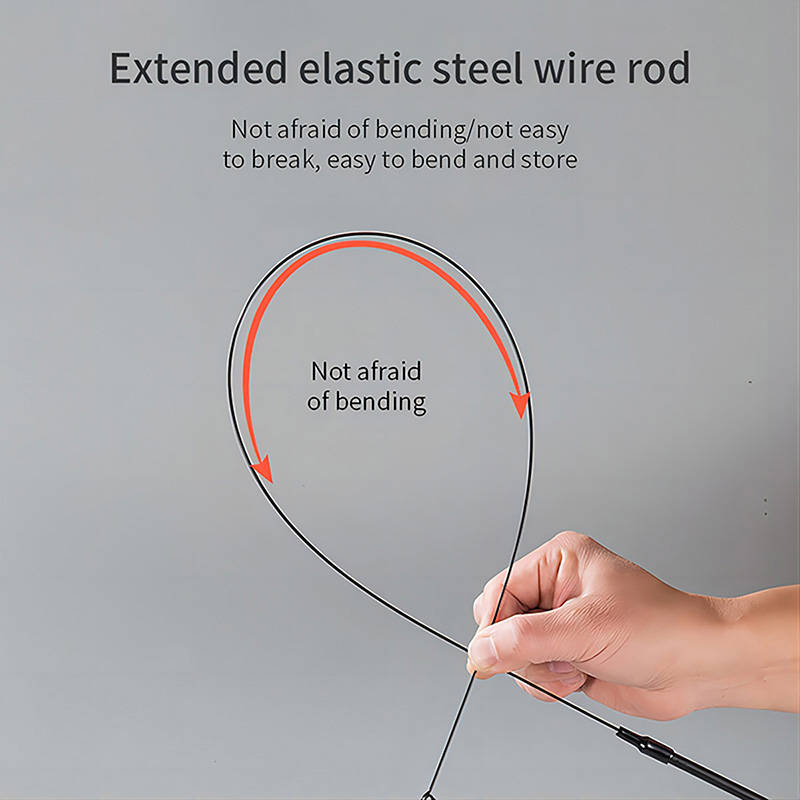 Extended elastic steel wire rod
Not afraid of bending/not easy
to break, easy to bend and store
Not afraid
of bending